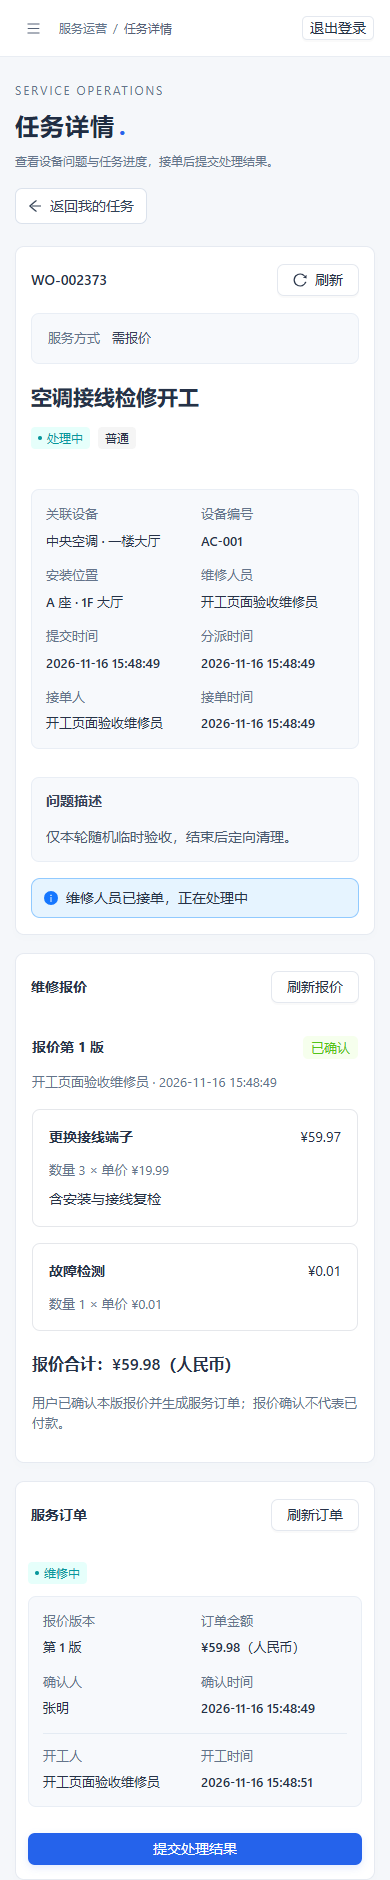 服务运营 / 任务详情
退出登录
SERVICE OPERATIONS
任务详情.
查看设备问题与任务进度，接单后提交处理结果。
返回我的任务
WO-002373
刷新
服务方式 需报价
空调接线检修开工
处理中 普通
关联设备 设备编号
中央空调 · 一楼大厅 AC-001
安装位置 维修人员
A 座 · 1F 大厅 开工页面验收维修员
提交时间 分派时间
2026-11-16 15:48:49 2026-11-16 15:48:49
接单人 接单时间
开工页面验收维修员 2026-11-16 15:48:49
问题描述
仅本轮随机临时验收，结束后定向清理。
维修人员已接单，正在处理中
维修报价 刷新报价
报价第 1 版 已确认
开工页面验收维修员 · 2026-11-16 15:48:49
更换接线端子 ¥59.97
数量 3 × 单价 ¥19.99
含安装与接线复检
故障检测 ¥0.01
数量 1 × 单价 ¥0.01
报价合计：¥59.98（人民币）
用户已确认本版报价并生成服务订单；报价确认不代表已
付款。
服务订单 刷新订单
维修中
报价版本 订单金额
第 1 版 ¥59.98（人民币）
确认人 确认时间
张明 2026-11-16 15:48:49
开工人 开工时间
开工页面验收维修员 2026-11-16 15:48:51
提交处理结果